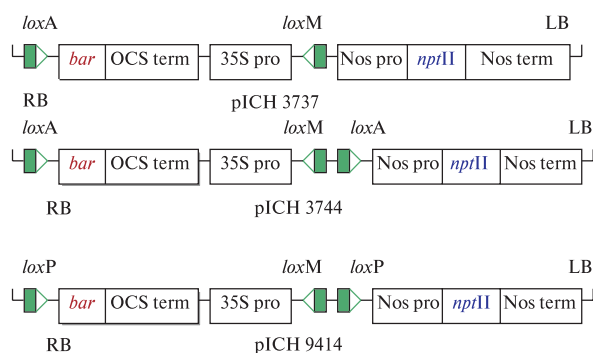 loxA loxM LB
bar OCS term 35S pro Nos pro nptII Nos term
RB pICH 3737
loxA loxM loxA LB
bar OCS term 35S pro Nos pro nptII Nos term
RB pICH 3744
loxP loxM loxP LB
bar OCS term 35S pro Nos pro nptII Nos term
RB pICH 9414